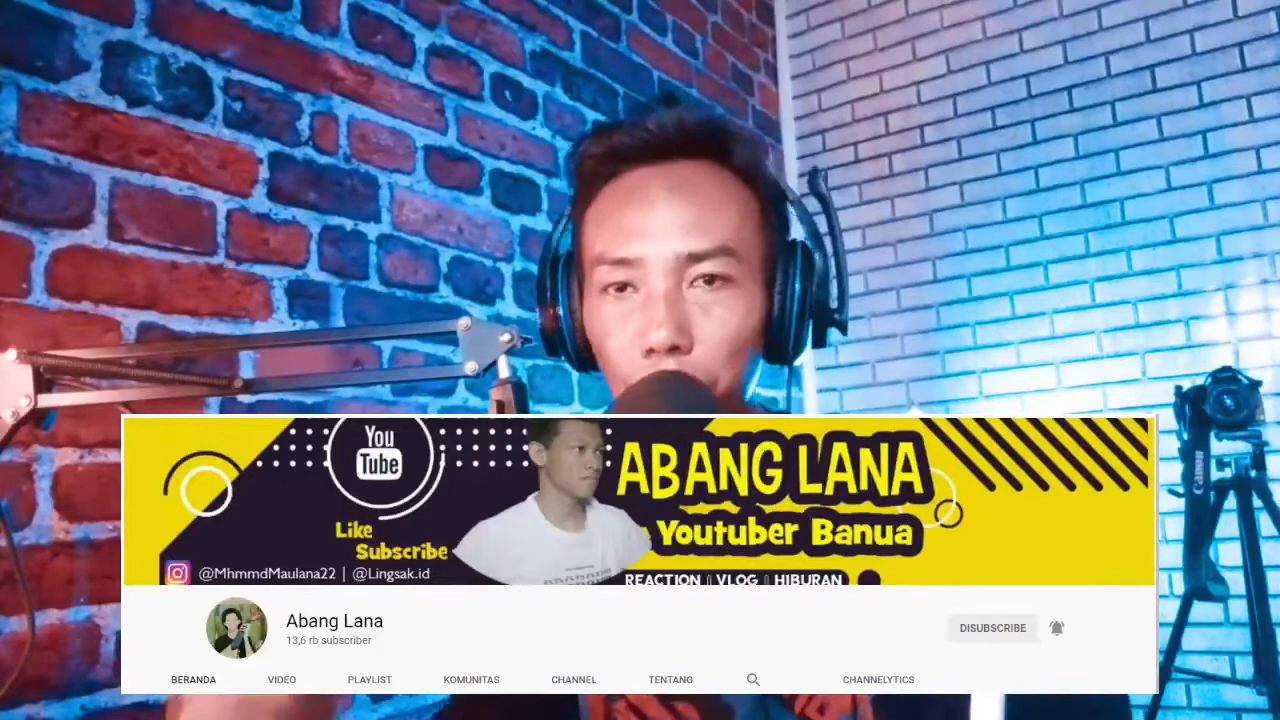 You
Tube
ABANG LANA
Youtuber Banua
Like
Subscribe
@MhmmdMaulana22 | @Lingsak.id
REACTION VLOG HIBURAN
Abang Lana
13,6 rb subscriber
DISUBSCRIBE
BERANDA VIDEO PLAYLIST KOMUNITAS CHANNEL TENTANG CHANNELYTICS
Canon